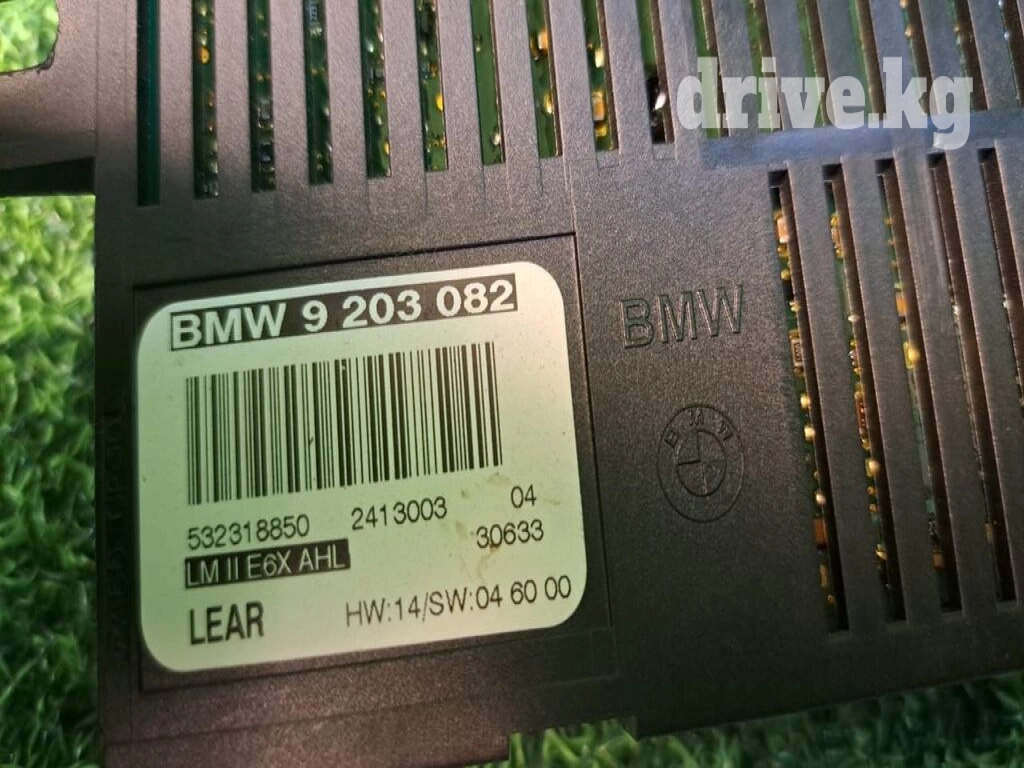 drive.kg
BMW 9 203 082
BMW
BMW
532318850 2413003 04
30633
LM II E6X AHL
LEAR HW:14/SW:04 60 00